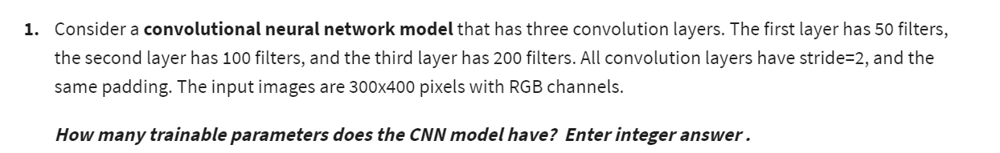 1. Consider a convolutional neural network model that has three convolution layers. The first layer has 50 filters,
the second layer has 100 filters, and the third layer has 200 filters. All convolution layers have stride=2, and the
same padding. The input images are 300x400 pixels with RGB channels.
How many trainable parameters does the CNN model have? Enter integer answer .